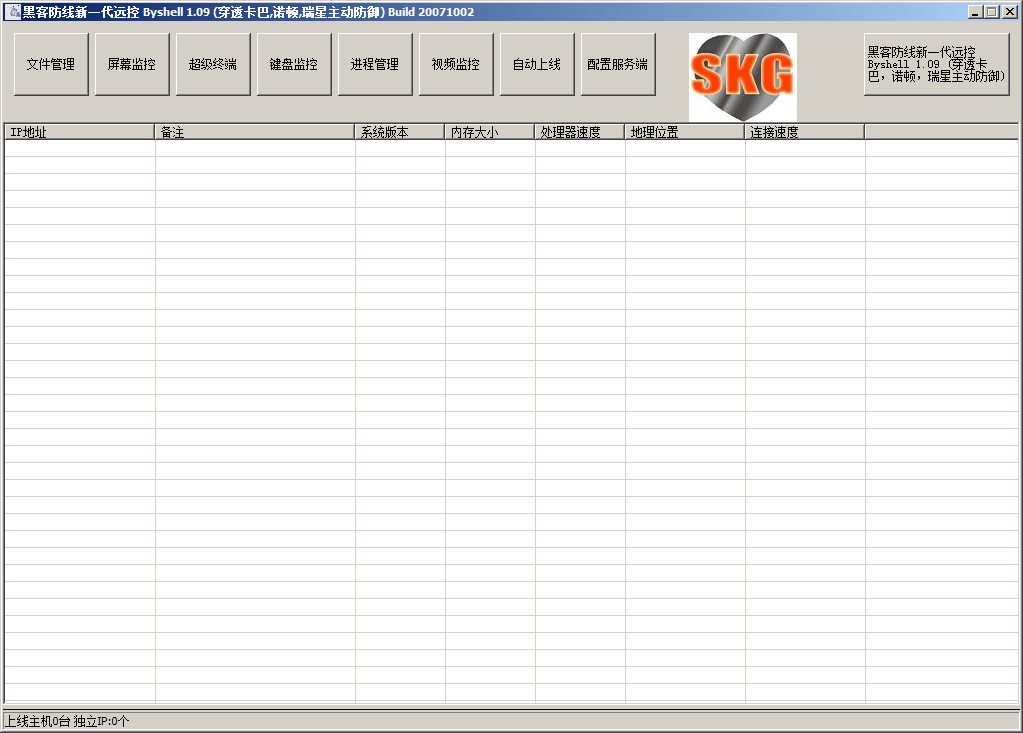 黑客防线新一代远控 Byshell 1.09 (穿透卡巴,诺顿,瑞星主动防御) Build 20071002
文件管理
屏幕监控
超级终端
键盘监控
进程管理
视频监控
自动上线
配置服务端
SKG
黑客防线新一代远控
Byshell 1.09 (穿透卡
巴，诺顿，瑞星主动防御)
IP地址
备注
系统版本
内存大小
处理器速度
地理位置
连接速度
上线主机0台 独立IP:0个